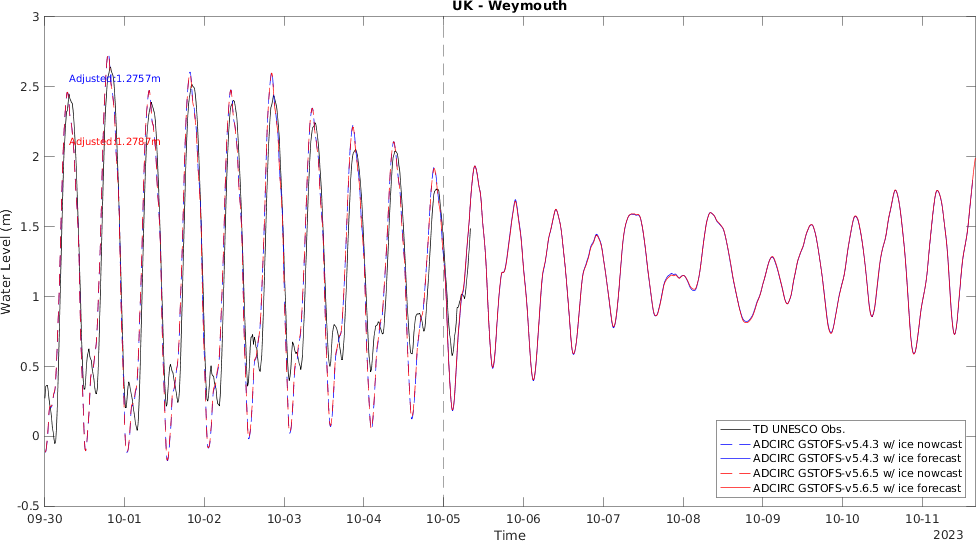 UK - Weymouth
3
2.5
2
1.5
1
0.5
0
-0.5
Water Level (m)
Adjusted:1.2757m
Adjusted:1.2787m
TD UNESCO Obs.
ADCIRC GSTOFS-v5.4.3 w/ ice nowcast
ADCIRC GSTOFS-v5.4.3 w/ ice forecast
ADCIRC GSTOFS-v5.6.5 w/ ice nowcast
ADCIRC GSTOFS-v5.6.5 w/ ice forecast
09-30 10-01 10-02 10-03 10-04 10-05 10-06 10-07 10-08 10-09 10-10 10-11
Time
2023